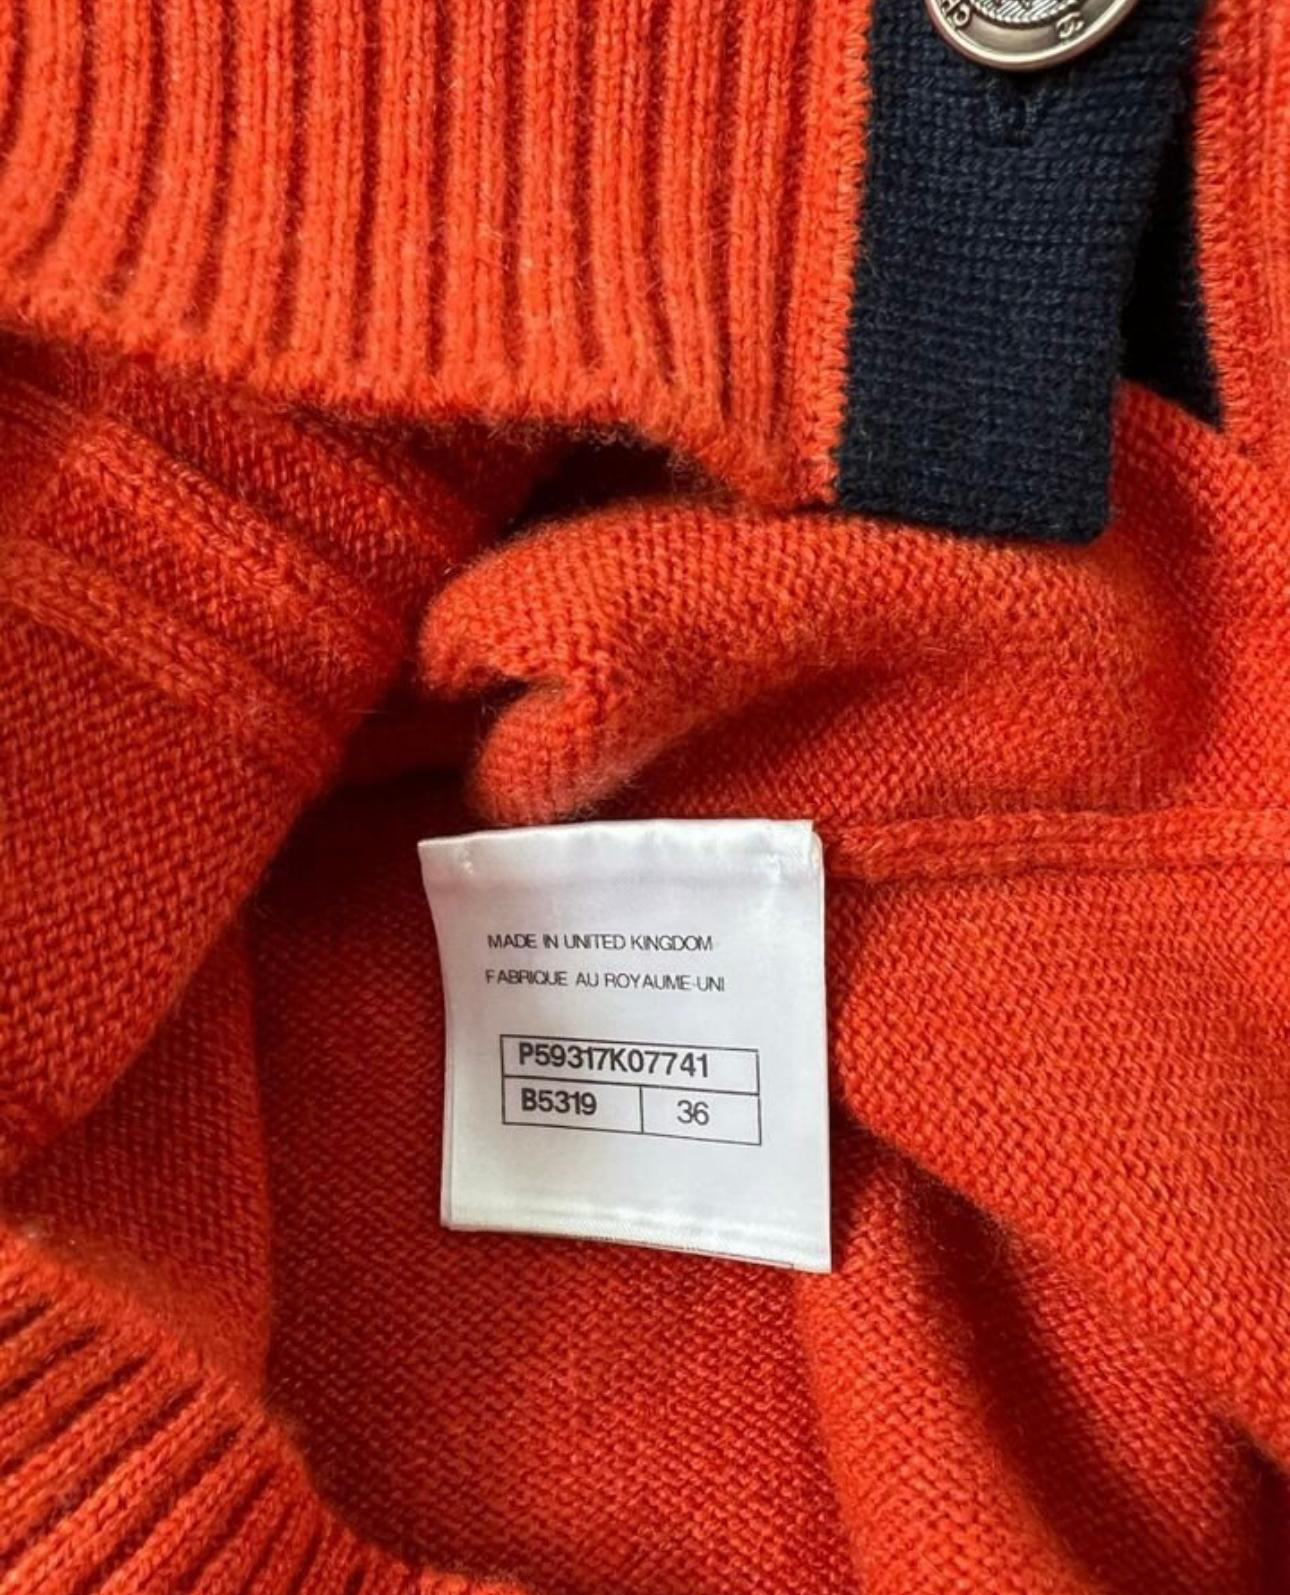 MADE IN UNITED KINGDOM
FABRIQUE AU ROYAUME-UNI
P59317K07741
B5319 36